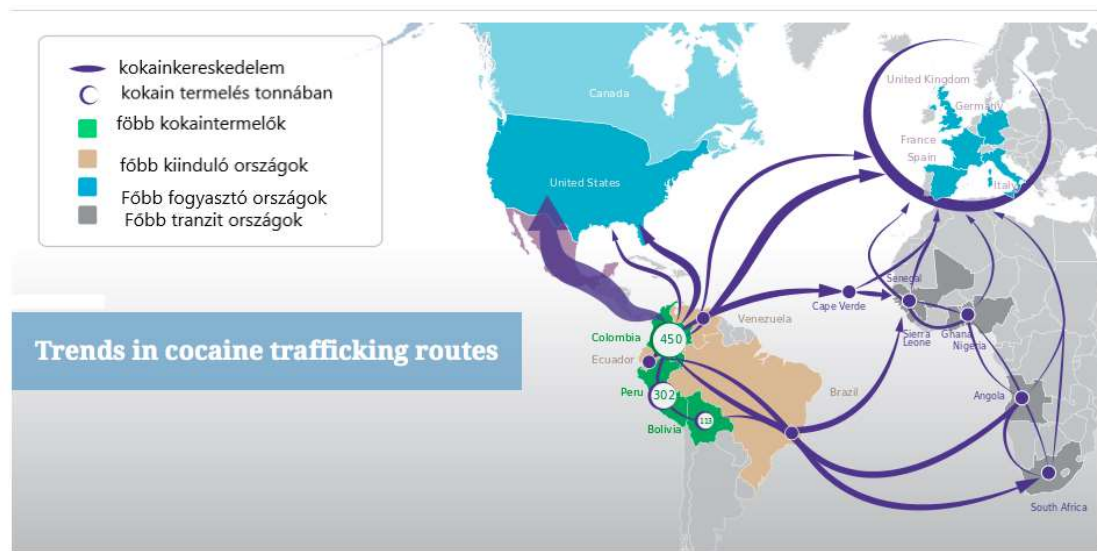 kokainkereskedelem
kokain termelés tonnában
föbb kokaintermelők
főbb kiinduló országok
Főbb fogyasztó országok
Főbb tranzit országok
Canada
United States
United Kingdom
Germany
France
Spain
Italy
Trends in cocaine trafficking routes
Colombia
450
Venezuela
Ecuador
Peru
302
Bolivia
113
Brazil
Cape Verde
Senegal
Sierra
Leone
Ghana
Nigeria
Angola
South Africa